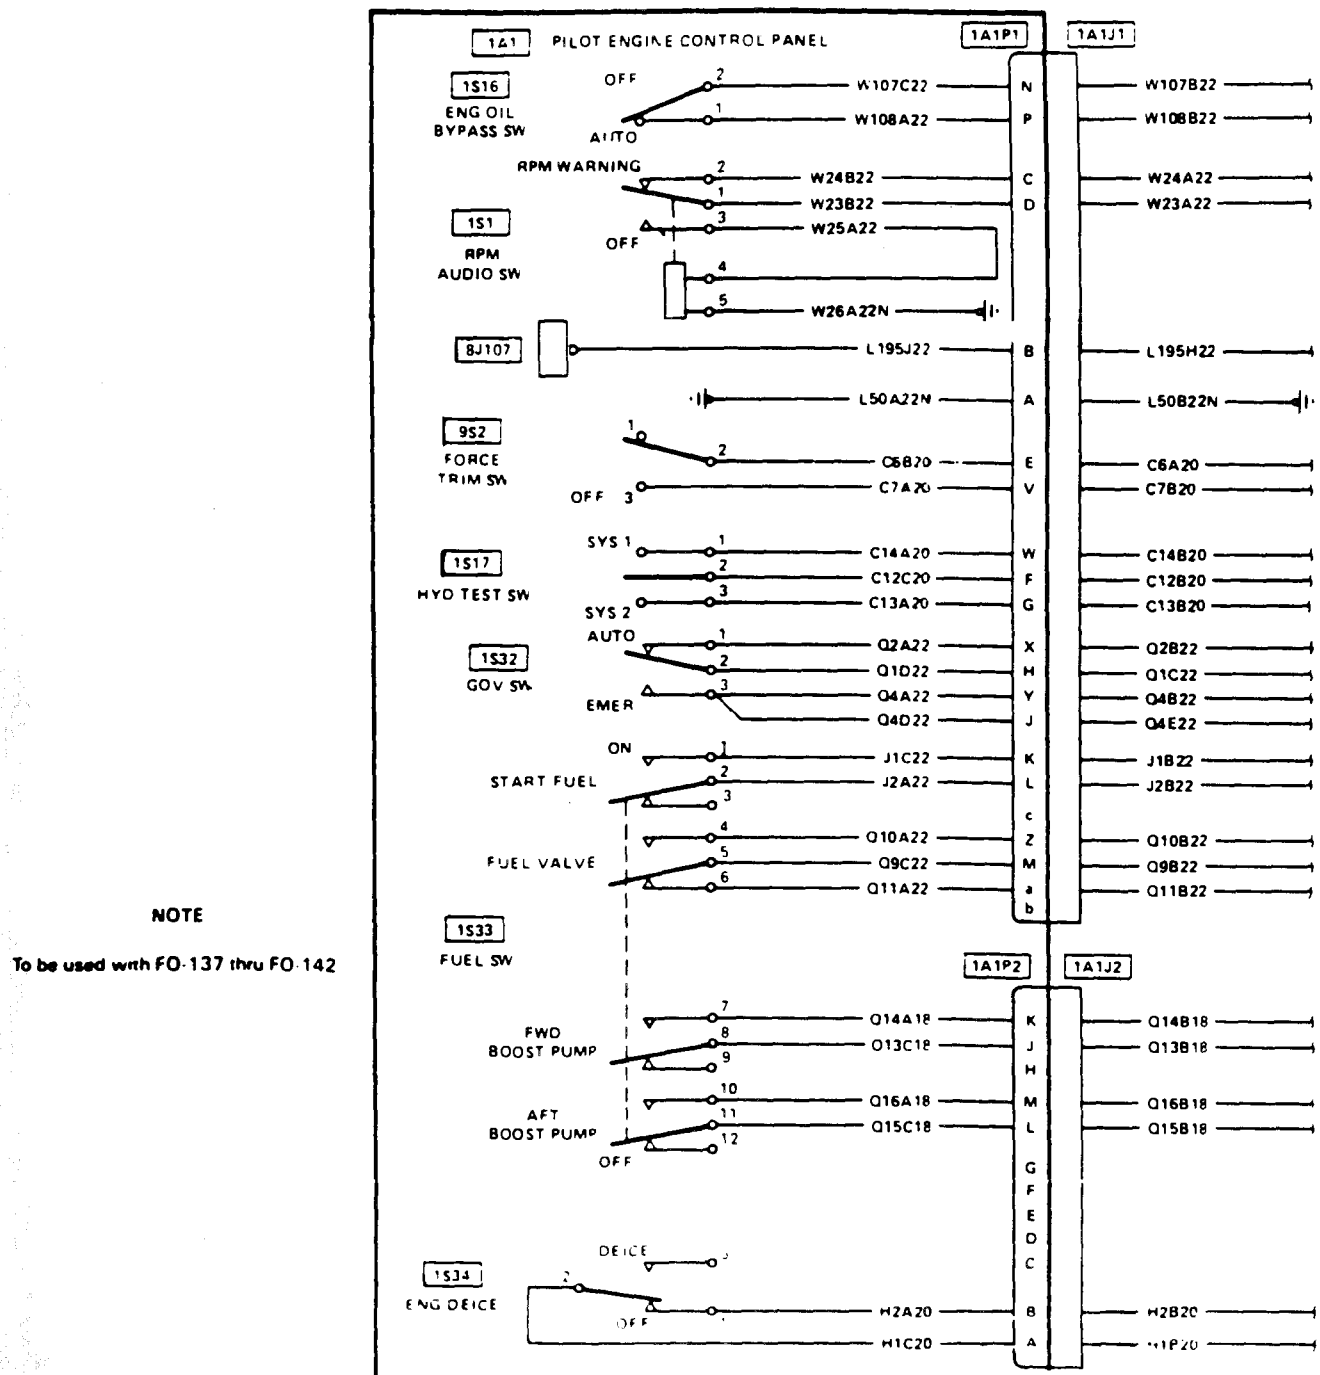 1A1 PILOT ENGINE CONTROL PANEL 1A1P1 1A1J1
OFF 2 W107C22 N W107B22
1S16
ENG OIL
BYPASS SW
1 W108A22 P W108B22
AUTO
RPM WARNING 2 W24B22 C W24A22
1 W23B22 D W23A22
1S1
RPM
AUDIO SW
OFF 3 W25A22
4
5 W26A22N
8J107 L195J22 B L195H22
L50A22N A L50B22N
9S2
FORCE
TRIM SW
1
2 C6B20 E C6A20
OFF 3 C7A20 V C7B20
SYS 1 1 C14A20 W C14B20
1S17
HYD TEST SW
2 C12C20 F C12B20
SYS 2 3 C13A20 G C13B20
AUTO 1 Q2A22 X Q2B22
1S32
GOV SW
2 Q1D22 H Q1C22
EMER 3 Q4A22 Y Q4B22
Q4D22 J Q4E22
ON 1 J1C22 K J1B22
START FUEL 2 J2A22 L J2B22
3
c
4 Q10A22 Z Q10B22
FUEL VALVE 5 Q9C22 M Q9B22
6 Q11A22 a Q11B22
b
NOTE
To be used with FO-137 thru FO-142
1S33
FUEL SW
1A1P2 1A1J2
7 Q14A18 K Q14B18
FWD
BOOST PUMP
8 Q13C18 J Q13B18
9 H
10 Q16A18 M Q16B18
AFT
BOOST PUMP
11 Q15C18 L Q15B18
12
OFF
G
F
E
D
DEICE C
1S34
ENG DEICE
2
OFF H2A20 B H2B20
H1C20 A